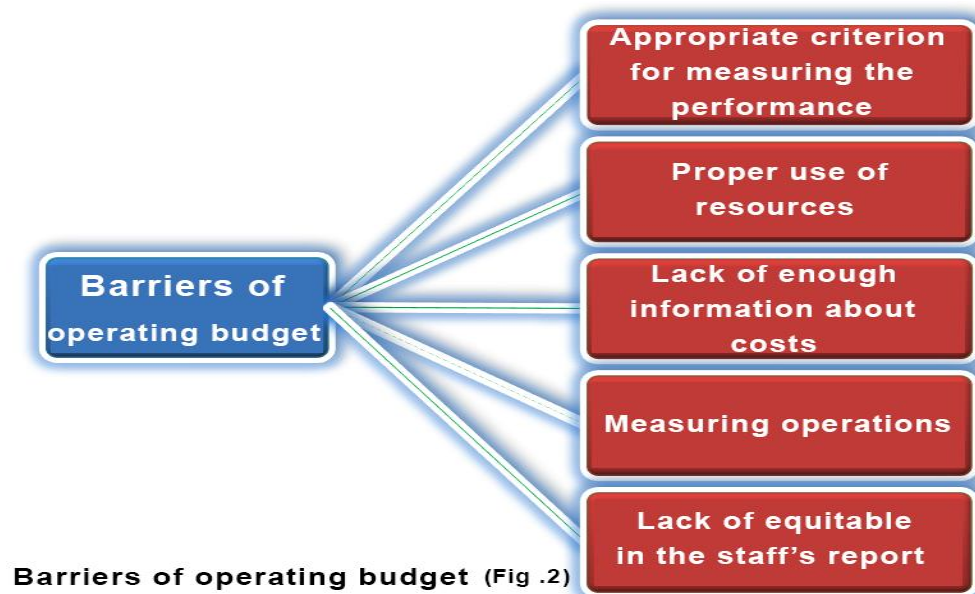 Appropriate criterion
for measuring the
performance
Proper use of
resources
Barriers of
operating budget
Lack of enough
information about
costs
Measuring operations
Lack of equitable
in the staff's report
Barriers of operating budget (Fig .2)